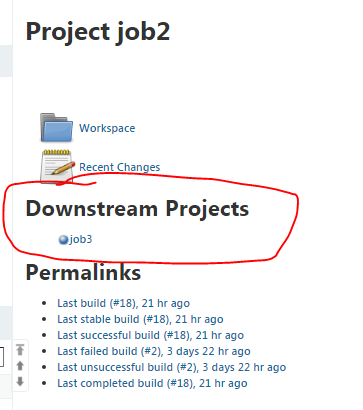 Project job2
Workspace
Recent Changes
Downstream Projects
job3
Permalinks
Last build (#18), 21 hr ago
Last stable build (#18), 21 hr ago
Last successful build (#18), 21 hr ago
Last failed build (#2), 3 days 22 hr ago
Last unsuccessful build (#2), 3 days 22 hr ago
Last completed build (#18), 21 hr ago